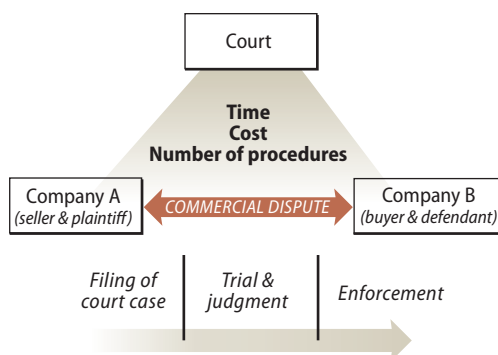 Court
Time
Cost
Number of procedures
Company A
(seller & plaintiff)
COMMERCIAL DISPUTE
Company B
(buyer & defendant)
Filing of
court case
Trial &
judgment
Enforcement